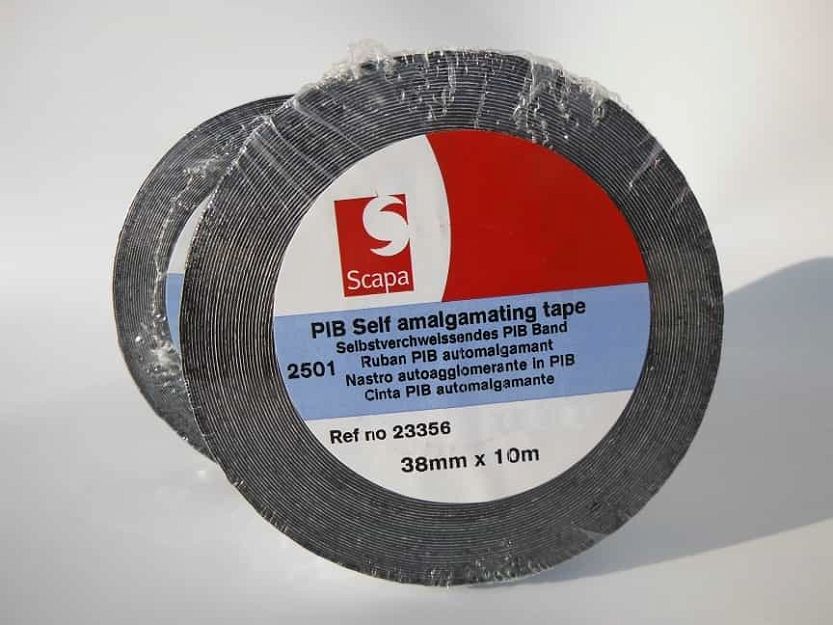 Scapa
PIB Self amalgamating tape
Selbstverchweissendes PIB Band
2501 Ruban PIB automalgamant
Nastro autoagglomerante in PIB
Cinta PIB automalgamante
Ref no 23356
38mm x 10m